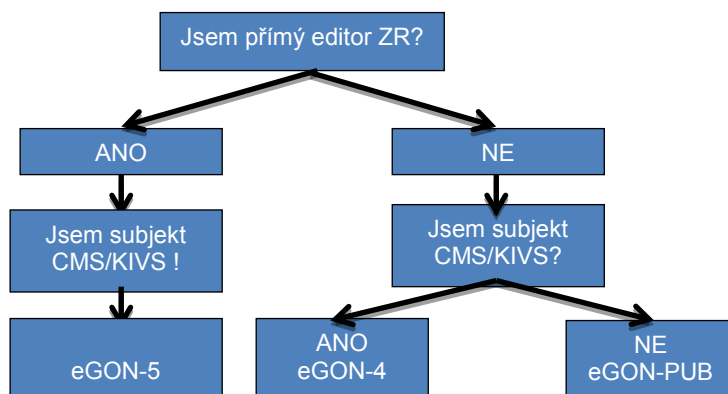 Jsem přímý editor ZR?
ANO
NE
Jsem subjekt
CMS/KIVS !
Jsem subjekt
CMS/KIVS?
eGON-5
ANO
eGON-4
NE
eGON-PUB